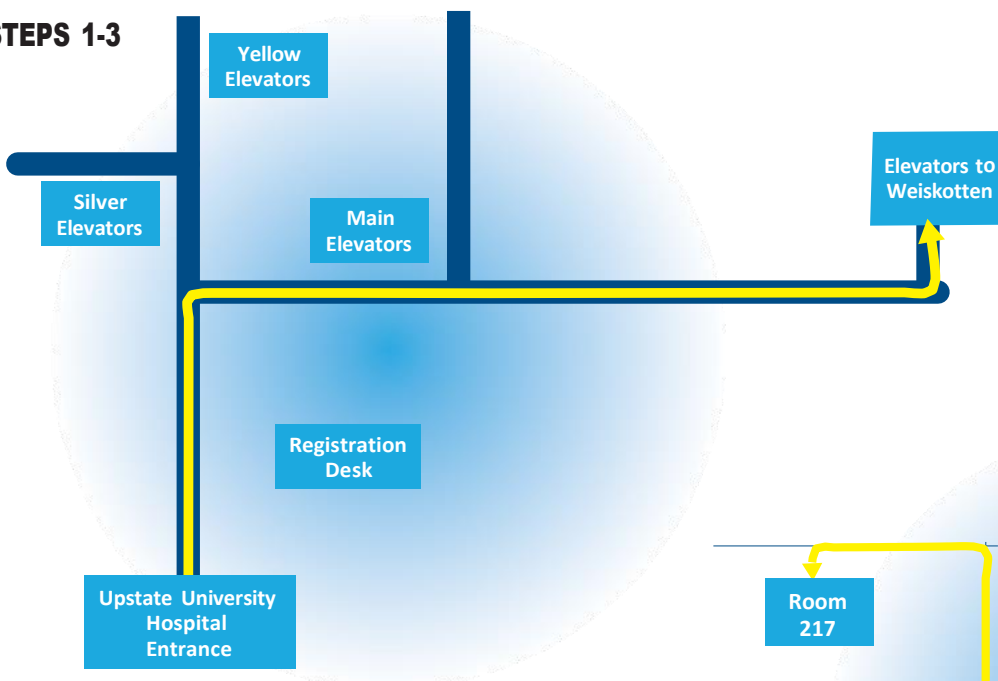 STEPS 1-3
Yellow
Elevators
Silver
Elevators
Main
Elevators
Elevators to
Weiskotten
Registration
Desk
Upstate University
Hospital
Entrance
Room
217